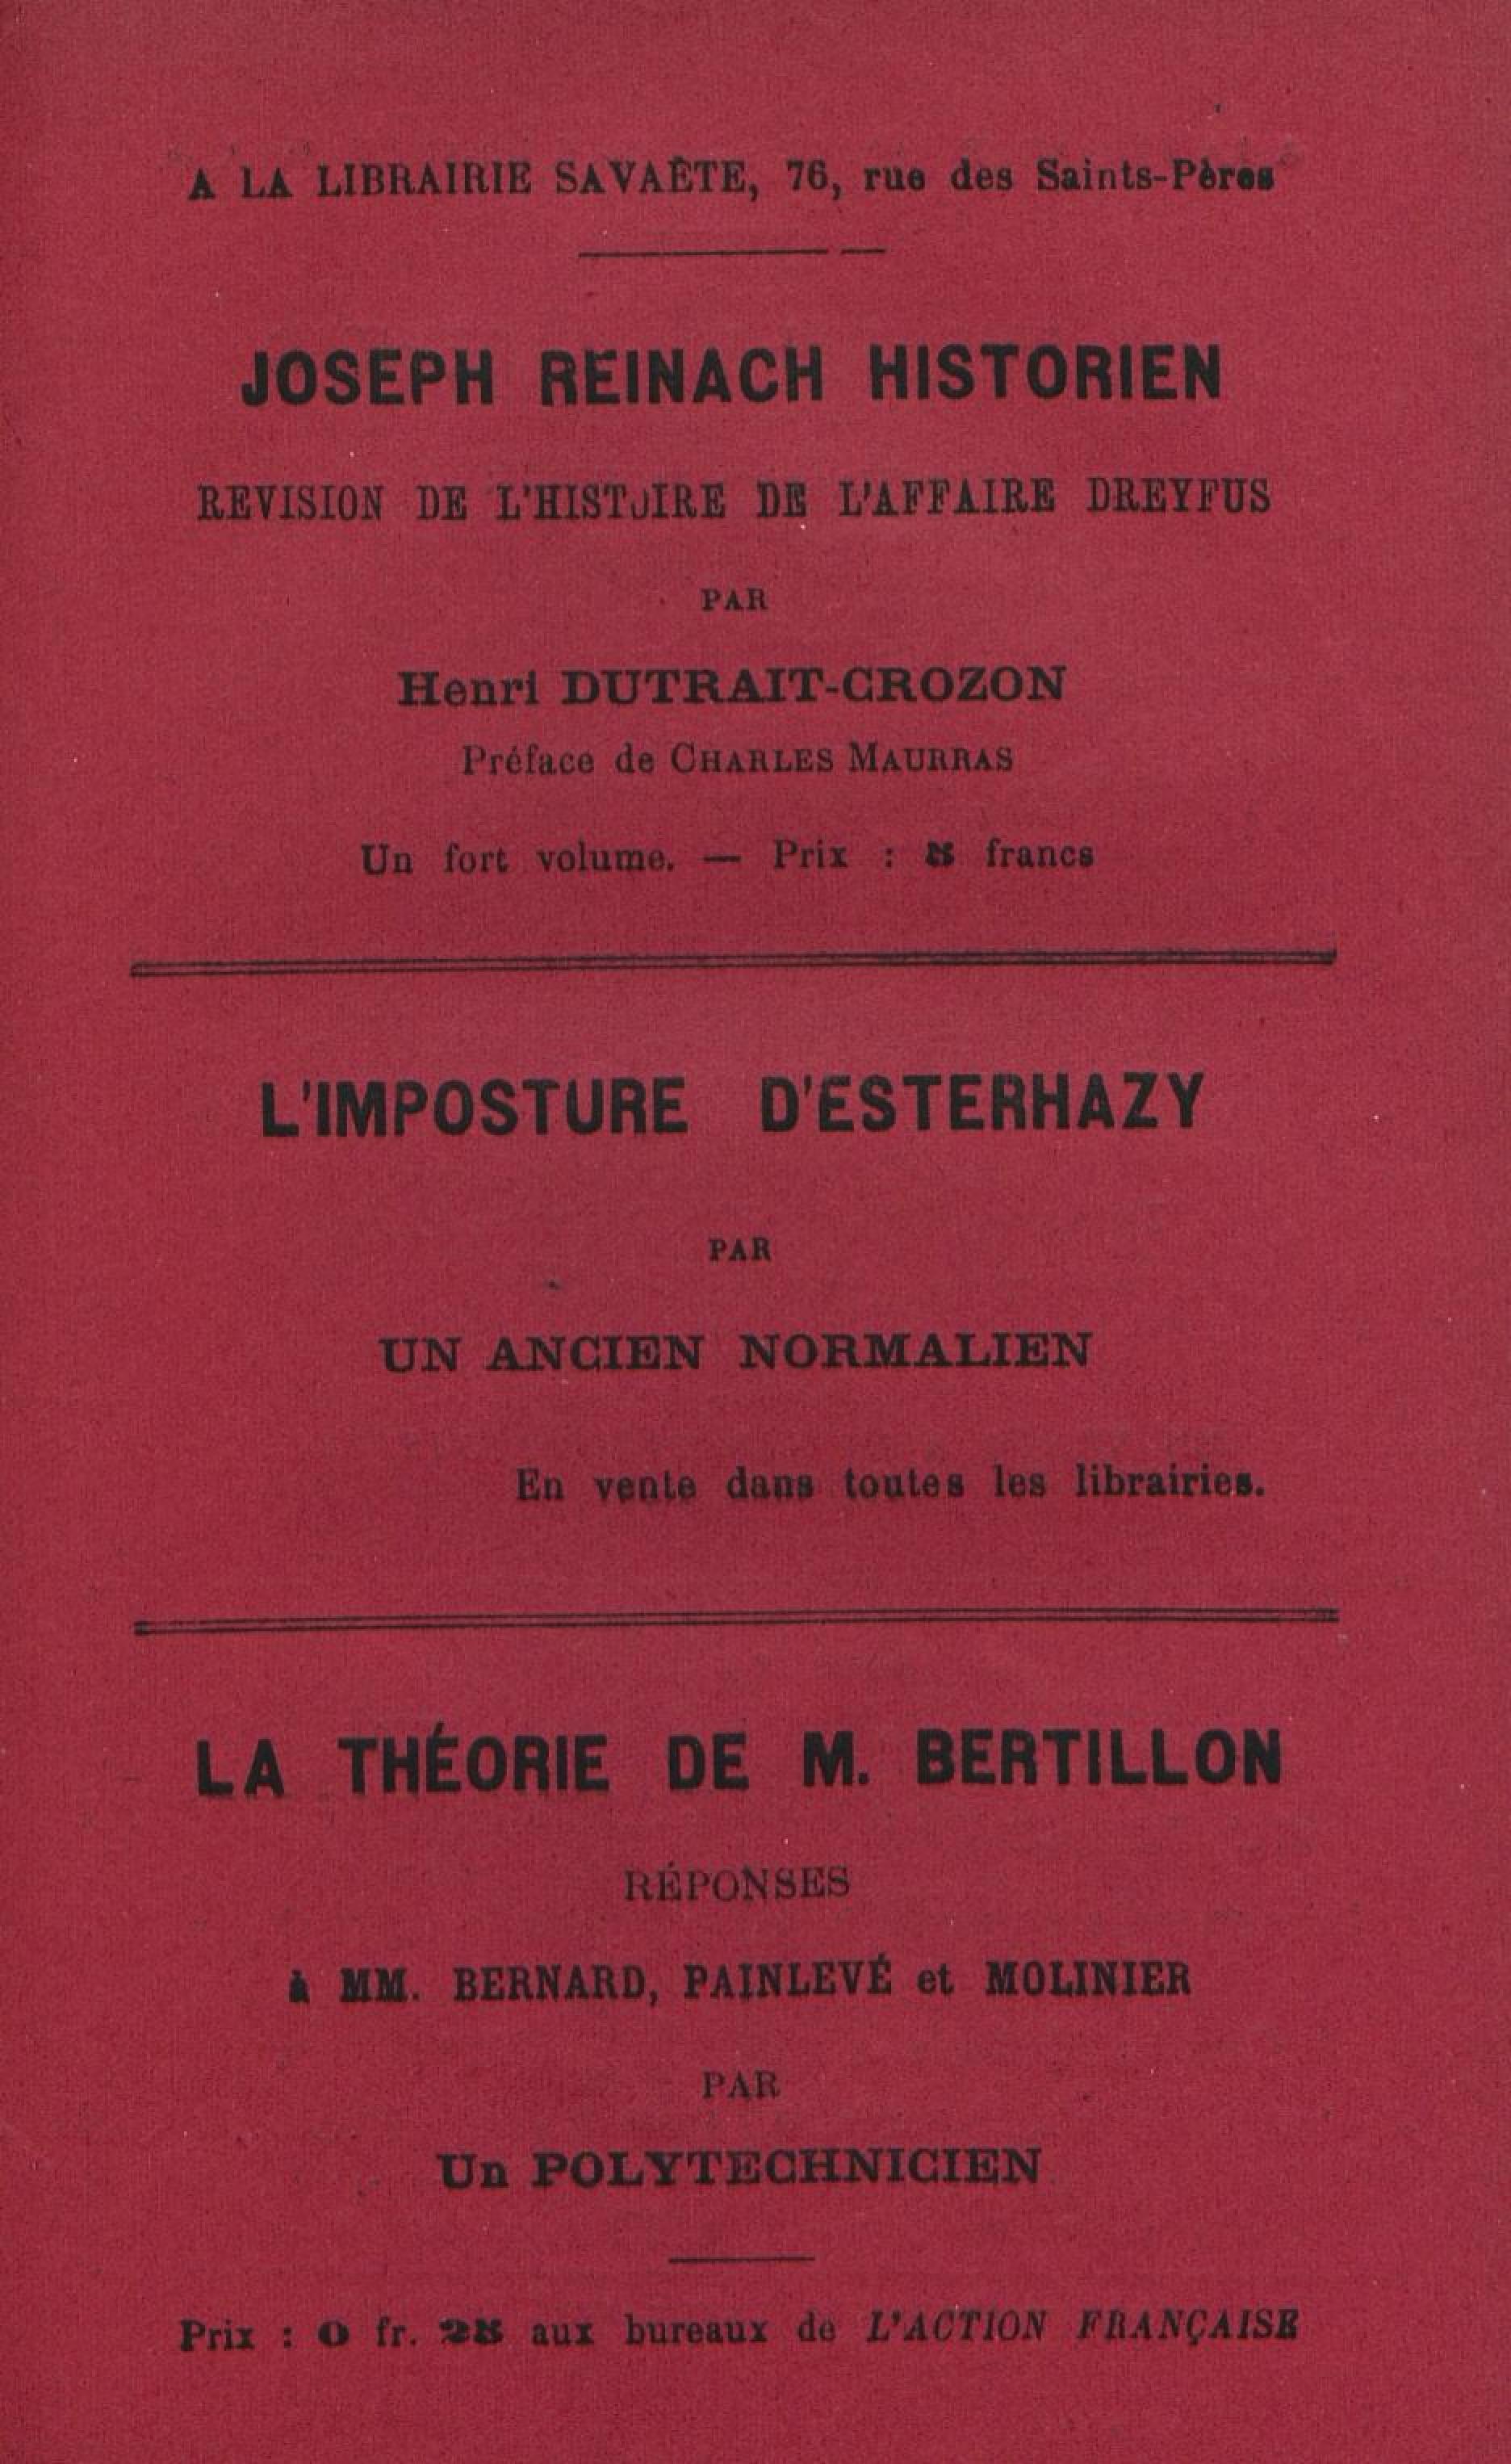 A LA LIBRAIRIE SAVAÈTE, 76, rue des Saints-Pères
JOSEPH REINACH HISTORIEN
REVISION DE L'HISTOIRE DE L'AFFAIRE DREYFUS
PAR
Henri DUTRAIT-CROZON
Préface de CHARLES MAURRAS
Un fort volume. — Prix : francs
L'IMPOSTURE D'ESTERHAZY
PAR
UN ANCIEN NORMALIEN
En vente dans toutes les librairies.
LA THÉORIE DE M. BERTILLON
RÉPONSES
à MM. BERNARD, PAINLEVÉ et MOLINIER
PAR
Un POLYTECHNICIEN
Prix : 0 fr. 25 aux bureaux de L'ACTION FRANÇAISE